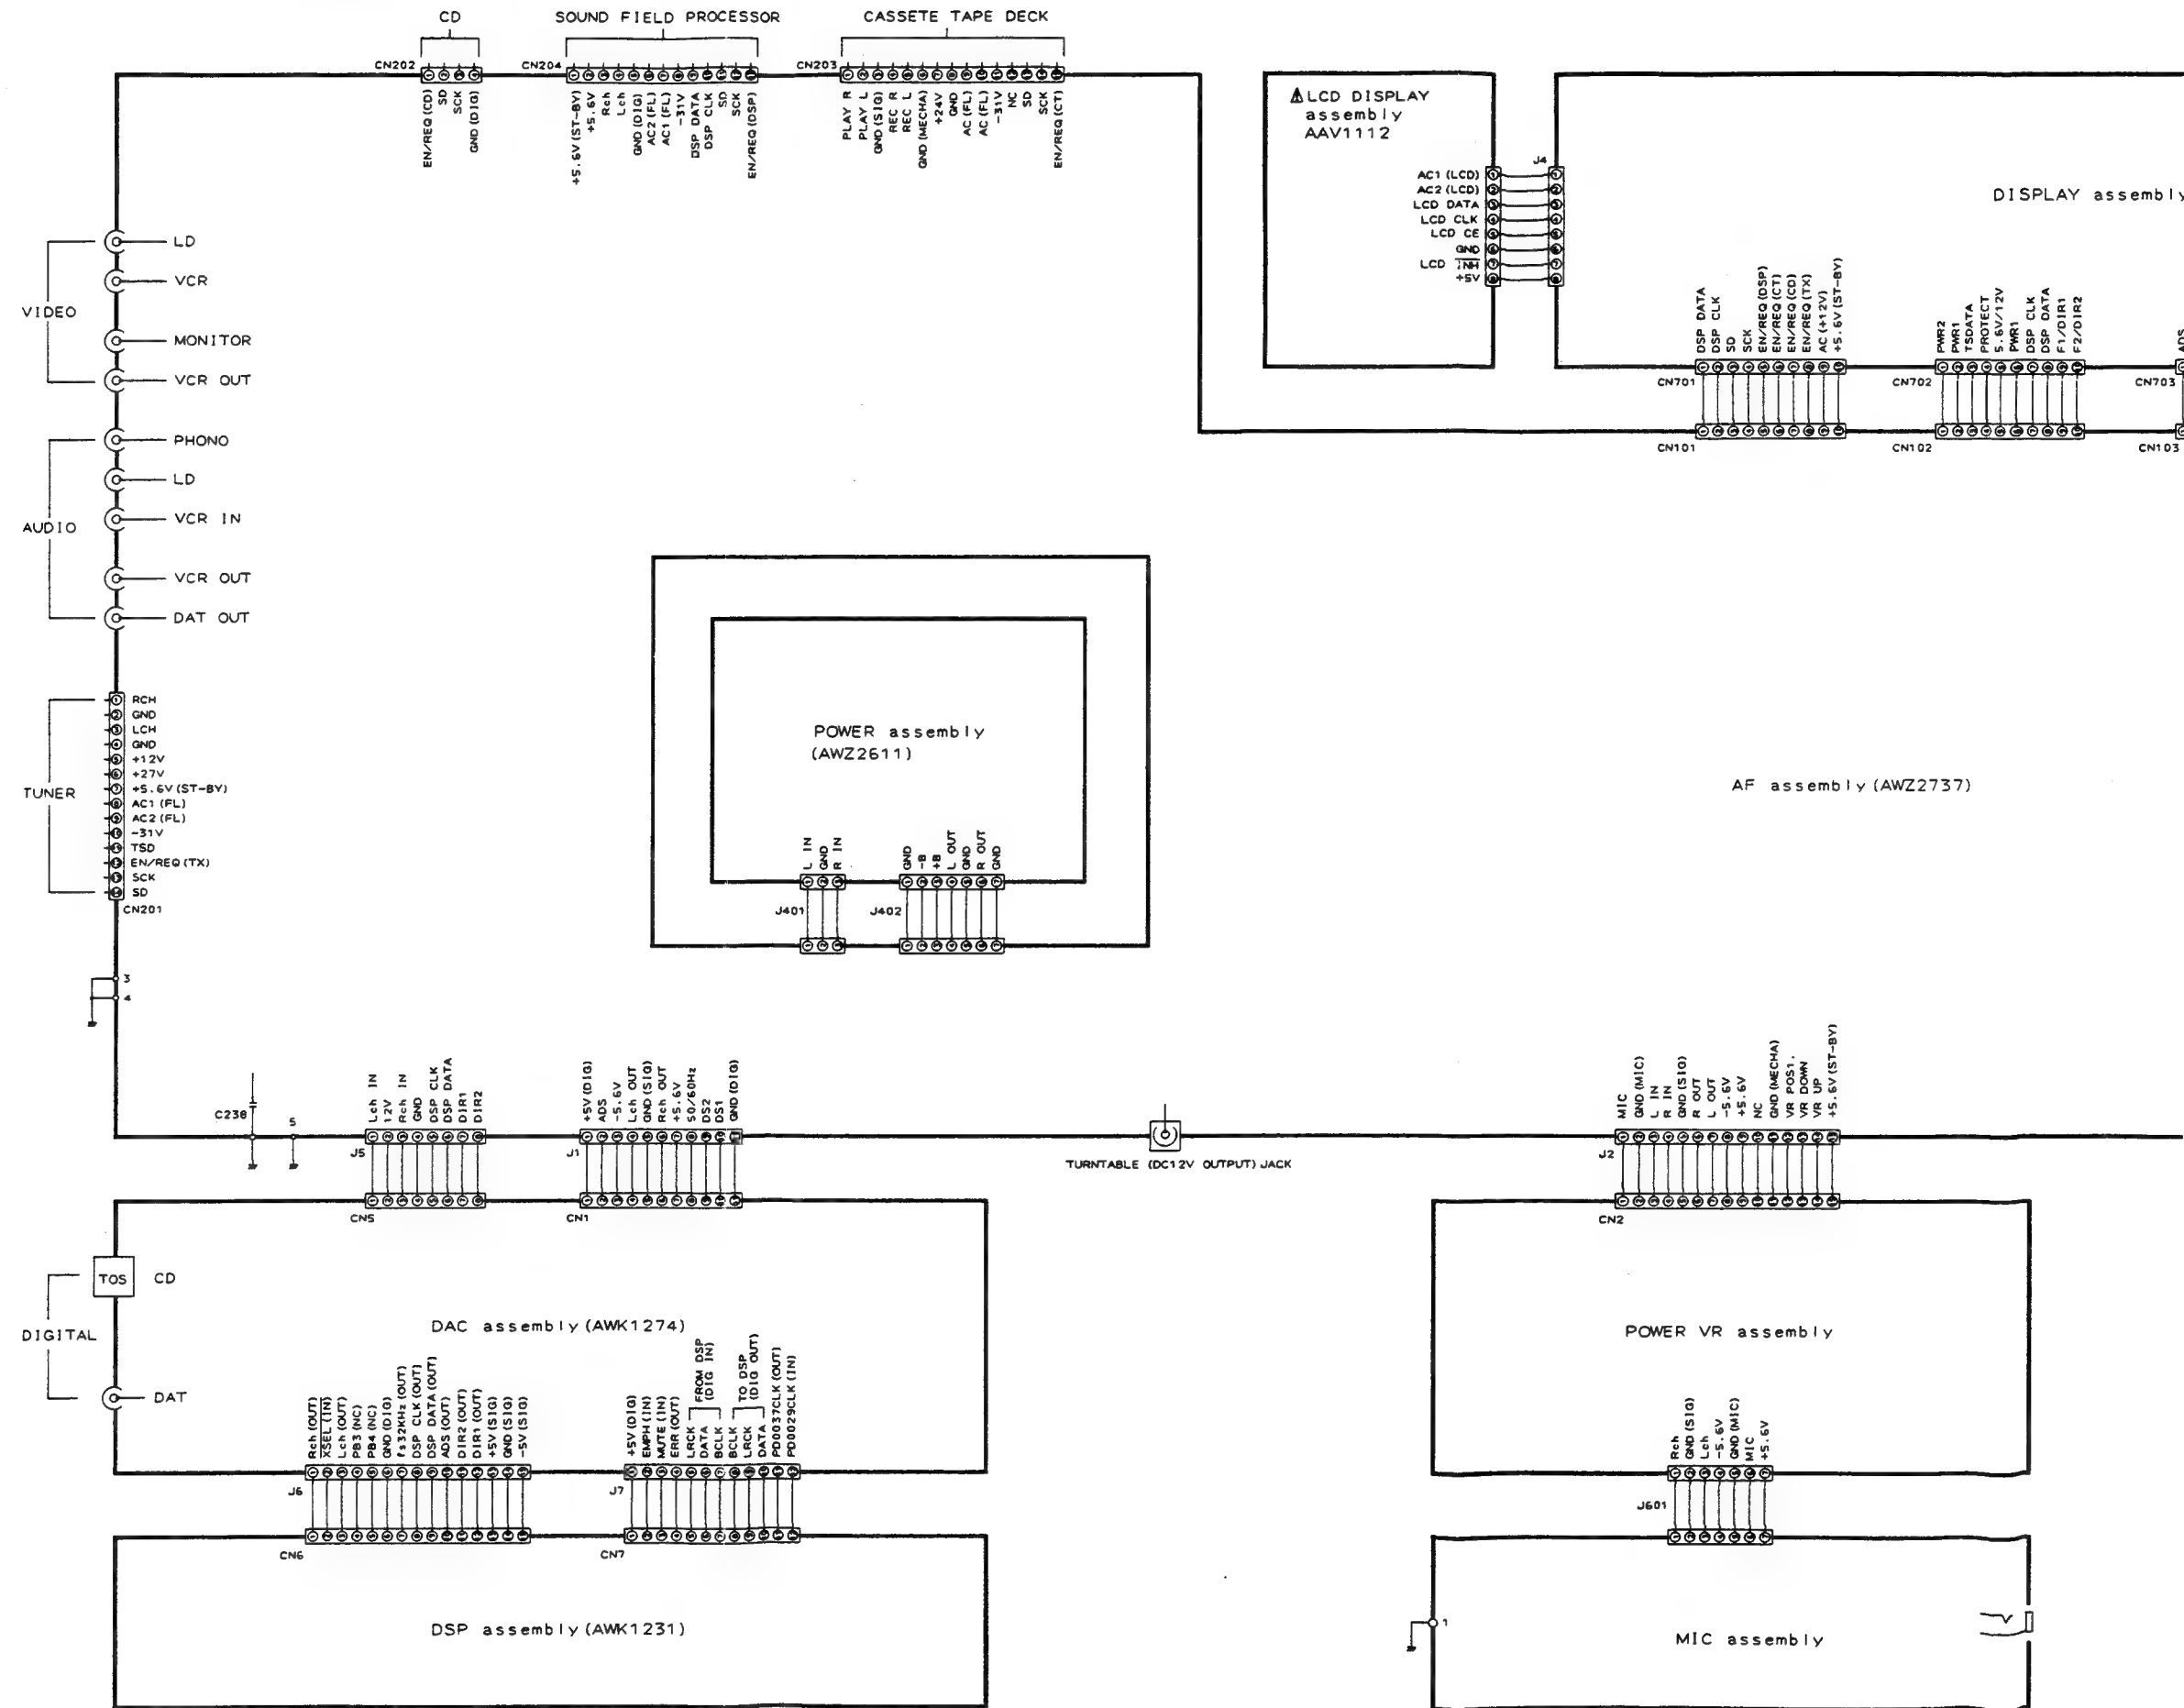 CD
SOUND FIELD PROCESSOR
CASSETE TAPE DECK
CN202
CN204
CN203
EN/REQ (CD)
SD
SCK
GND (DIG)
+5.6V (ST-BY)
+5.6V
Rch
Lch
GND (DIG)
AC2 (FL)
AC1 (FL)
-31V
DSP DATA
DSP CLK
SD
SCK
EN/REQ (DSP)
PLAY R
PLAY L
GND (SIG)
REC R
REC L
GND (MECHA)
+24V
GND
AC (FL)
AC (FL)
-31V
NC
SD
SCK
EN/REQ (CT)
LCD DISPLAY
assembly
AAV1112
J4
AC1 (LCD)
AC2 (LCD)
LCD DATA
LCD CLK
LCD CE
GND
LCD INH
+5V
DISPLAY assembly
DSP DATA
DSP CLK
SD
SCK
EN/REQ (DSP)
EN/REQ (CT)
EN/REQ (CD)
EN/REQ (TX)
AC (+12V)
+5.6V (ST-BY)
PWR2
PWR1
TSDATA
PROTECT
5.6V/12V
PWR1
DSP CLK
DSP DATA
F1/DIR1
F2/DIR2
ADS
CN701
CN702
CN703
CN101
CN102
CN103
VIDEO
LD
VCR
MONITOR
VCR OUT
AUDIO
PHONO
LD
VCR IN
VCR OUT
DAT OUT
TUNER
RCH
GND
LCH
GND
+12V
+27V
+5.6V (ST-BY)
AC1 (FL)
AC2 (FL)
-31V
TSD
EN/REQ (TX)
SCK
SD
CN201
POWER assembly
(AWZ2611)
L IN
GND
R IN
GND
-B
+B
L OUT
GND
R OUT
GND
J401
J402
AF assembly (AWZ2737)
3
4
C238
5
Lch IN
12V
Rch IN
GND
DSP CLK
DSP DATA
DIR1
DIR2
J5
+5V (DIG)
ADS
-5.6V
Lch OUT
GND (SIG)
Rch OUT
+5.6V
50/60Hz
DS2
DS1
GND (DIG)
J1
TURNTABLE (DC12V OUTPUT) JACK
MIC
GND (MIC)
L IN
R IN
GND (SIG)
R OUT
L OUT
-5.6V
+5.6V
NC
GND (MECHA)
VR POS1.
VR DOWN
VR UP
+5.6V (ST-BY)
J2
CN5
CN1
CN2
DIGITAL
TOS
CD
DAT
DAC assembly (AWK1274)
POWER VR assembly
Rch (OUT)
XSEL (IN)
Lch (OUT)
PB3 (NC)
PB4 (NC)
GND (DIG)
fs32KHz (OUT)
DSP CLK (OUT)
DSP DATA (OUT)
ADS (OUT)
DIR2 (OUT)
DIR1 (OUT)
+5V (SIG)
GND (SIG)
-5V (SIG)
J6
+5V (DIG)
EMPH (IN)
MUTE (IN)
ERR (OUT)
LRCK
DATA
BCLK
FROM DSP
(DIG IN)
BCLK
LRCK
DATA
TO DSP
(DIG OUT)
PD0037CLK (OUT)
PD0029CLK (IN)
J7
Rch
GND (SIG)
Lch
-5.6V
GND (MIC)
MIC
+5.6V
J601
CN6
CN7
DSP assembly (AWK1231)
1
MIC assembly